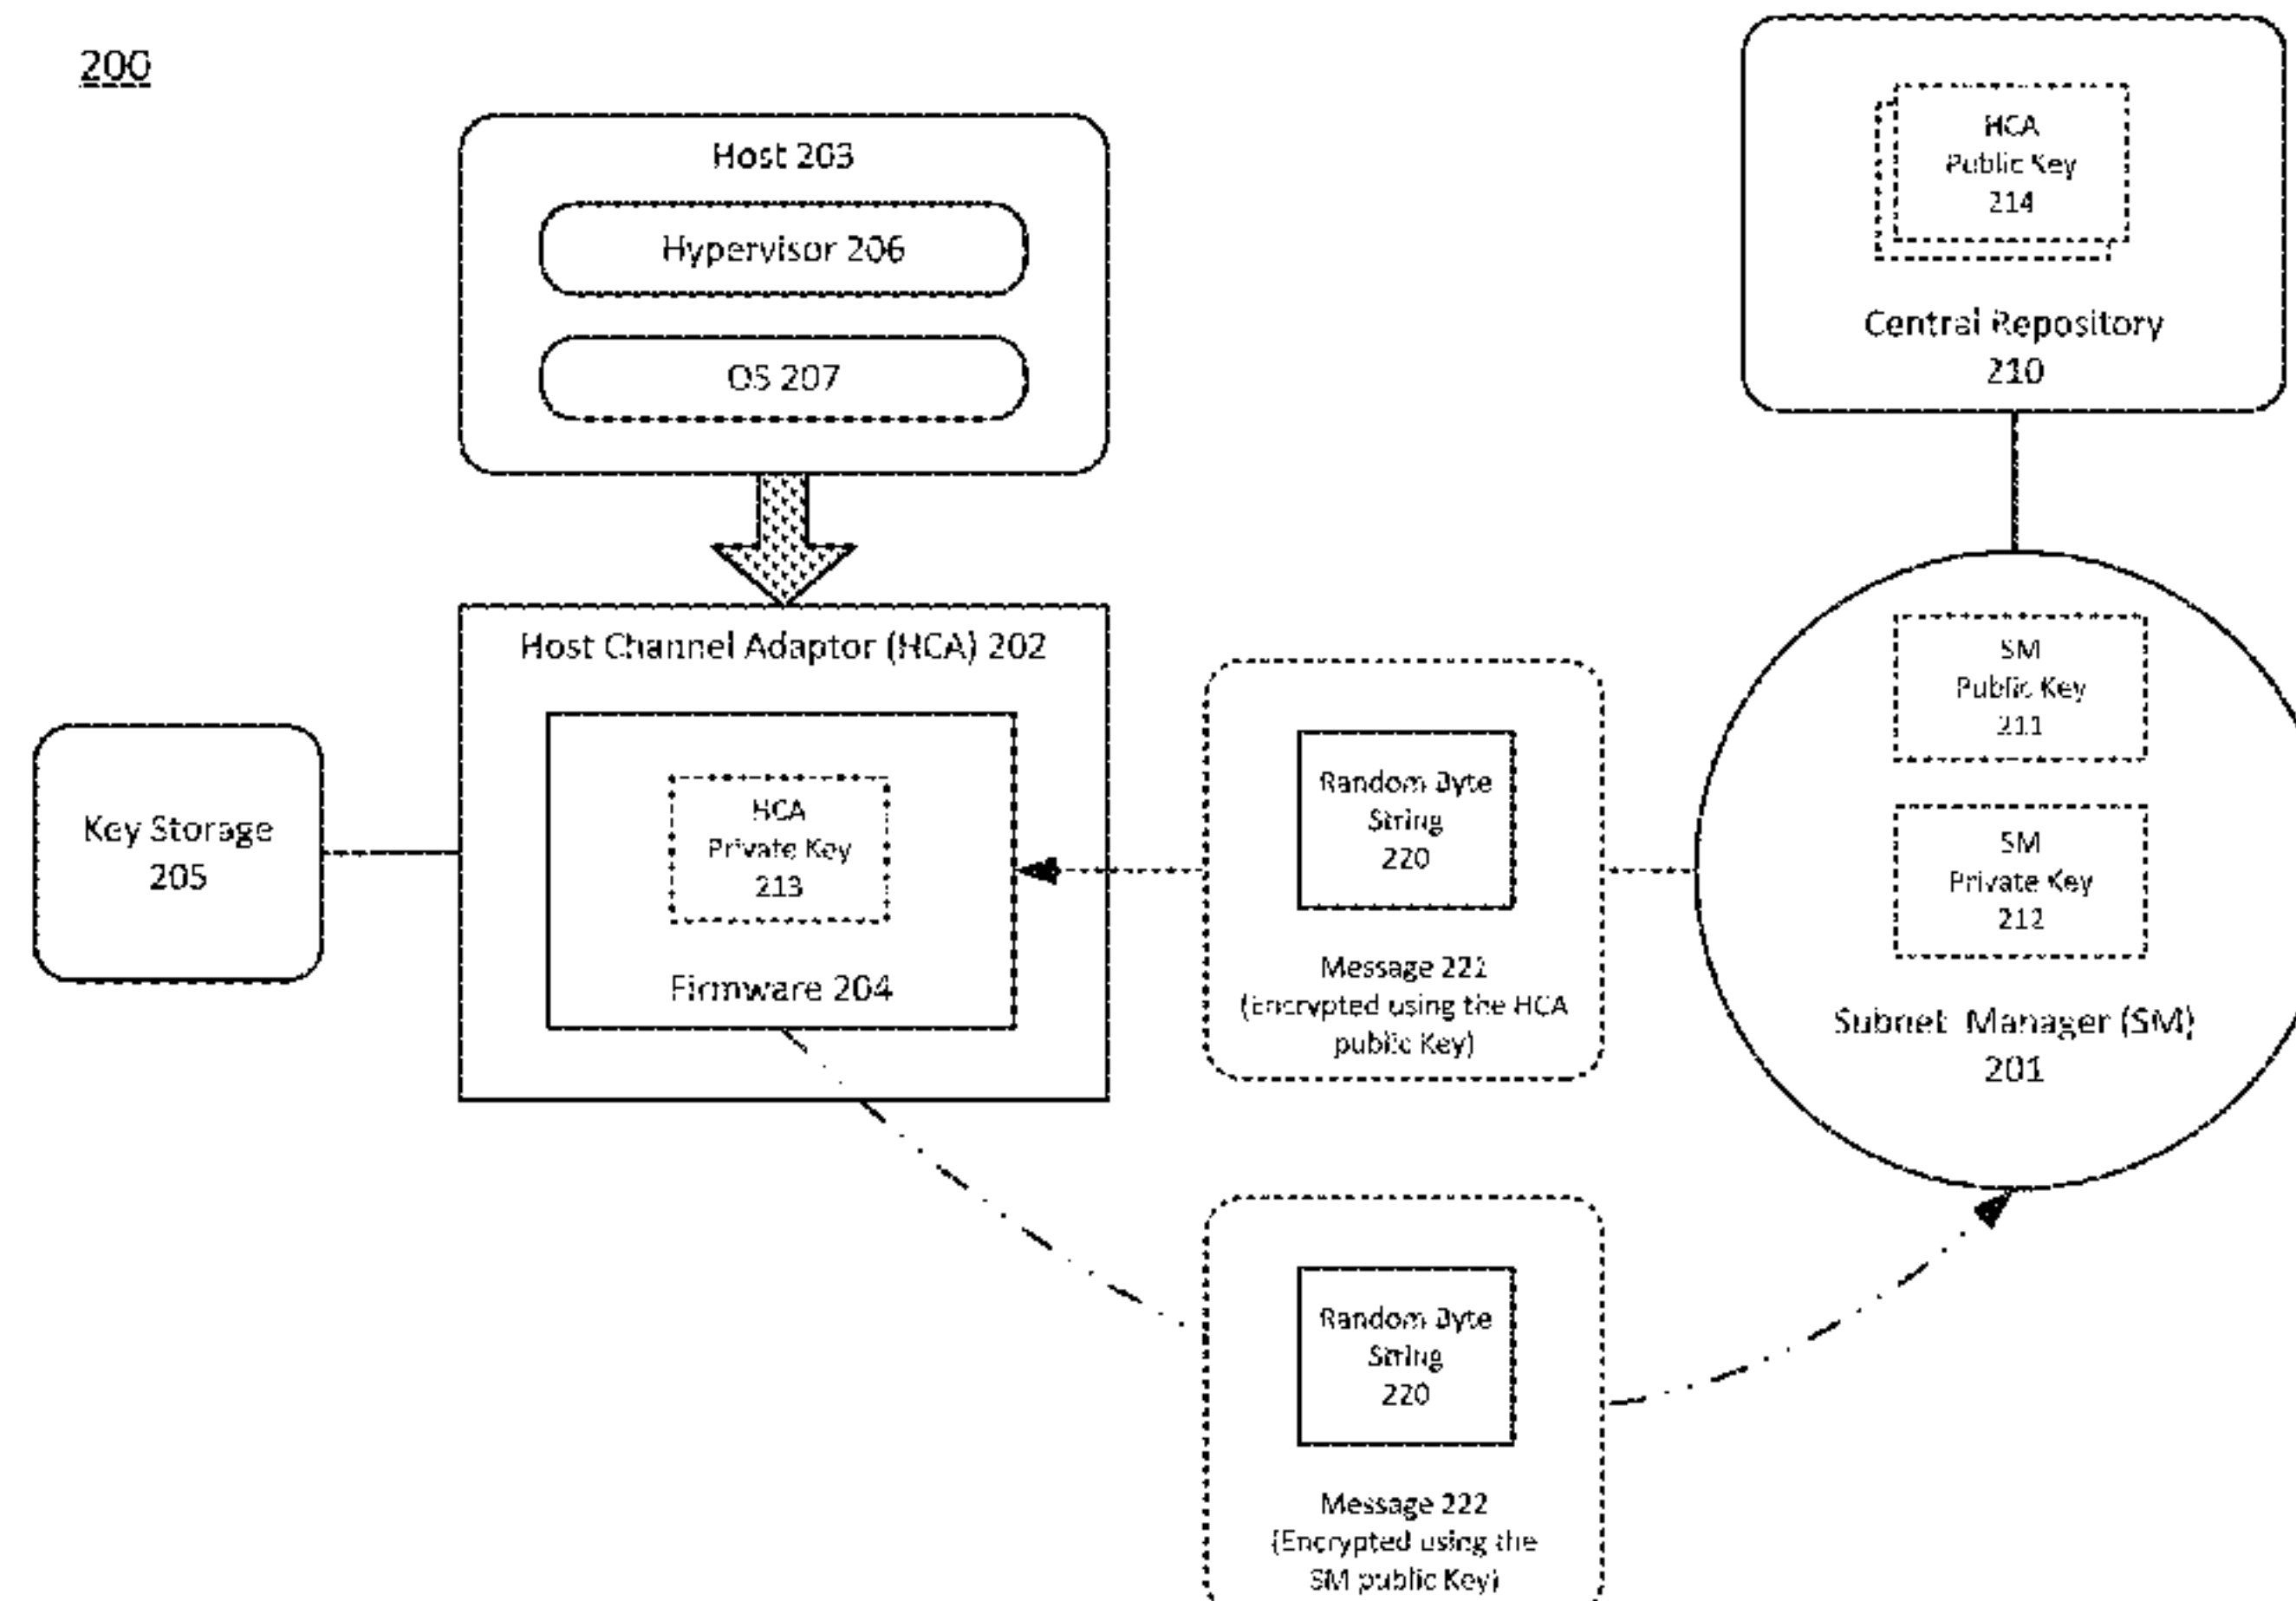 200
Host 203
Hypervisor 206
OS 207
HCA
Public Key
214
Central Repository
210
Host Channel Adaptor (HCA) 202
HCA
Private Key
213
Firmware 204
Key Storage
205
Random Byte
String
220
Message 221
(Encrypted using the HCA
public Key)
SM
Public Key
211
SM
Private Key
212
Subnet Manager (SM)
201
Random Byte
String
220
Message 222
(Encrypted using the
SM public Key)